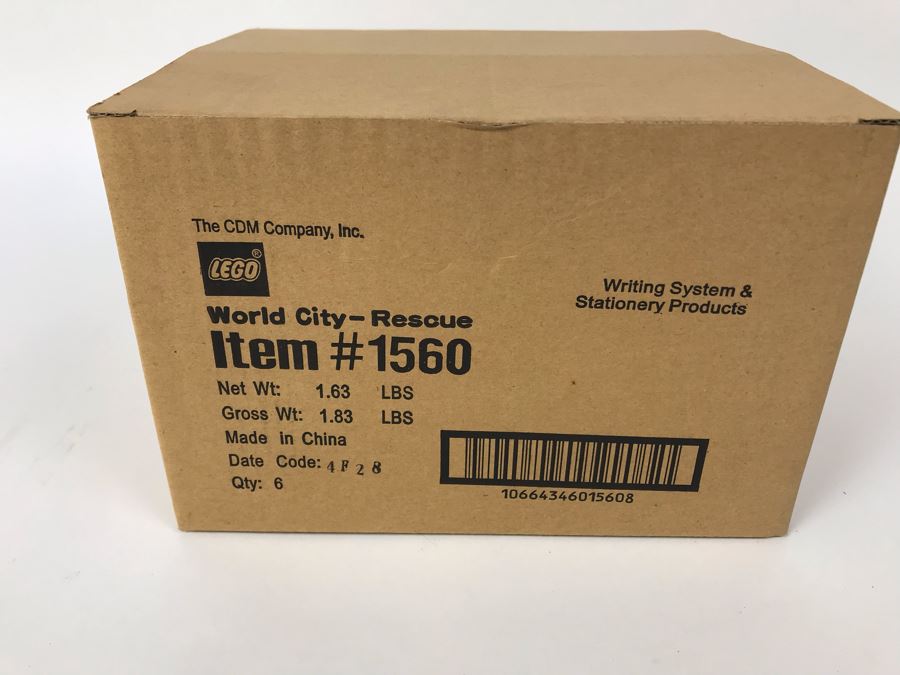 The CDM Company, Inc.
LEGO®
World City-Rescue
Item #1560
Net Wt: 1.63 LBS
Gross Wt: 1.83 LBS
Made in China
Date Code: 4F28
Qty: 6
Writing System &
Stationery Products
10664346015608